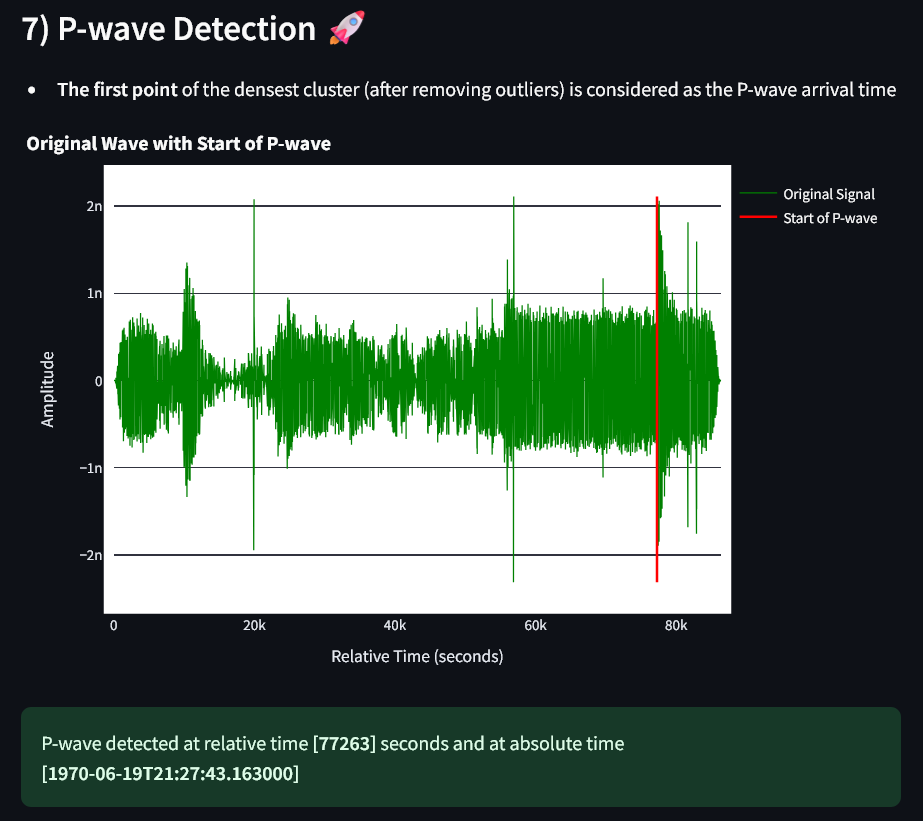 7) P-wave Detection 🚀
• The first point of the densest cluster (after removing outliers) is considered as the P-wave arrival time
Original Wave with Start of P-wave
Original Signal
Start of P-wave
2n
1n
0
−1n
−2n
Amplitude
0 20k 40k 60k 80k
Relative Time (seconds)
P-wave detected at relative time [77263] seconds and at absolute time
[1970-06-19T21:27:43.163000]